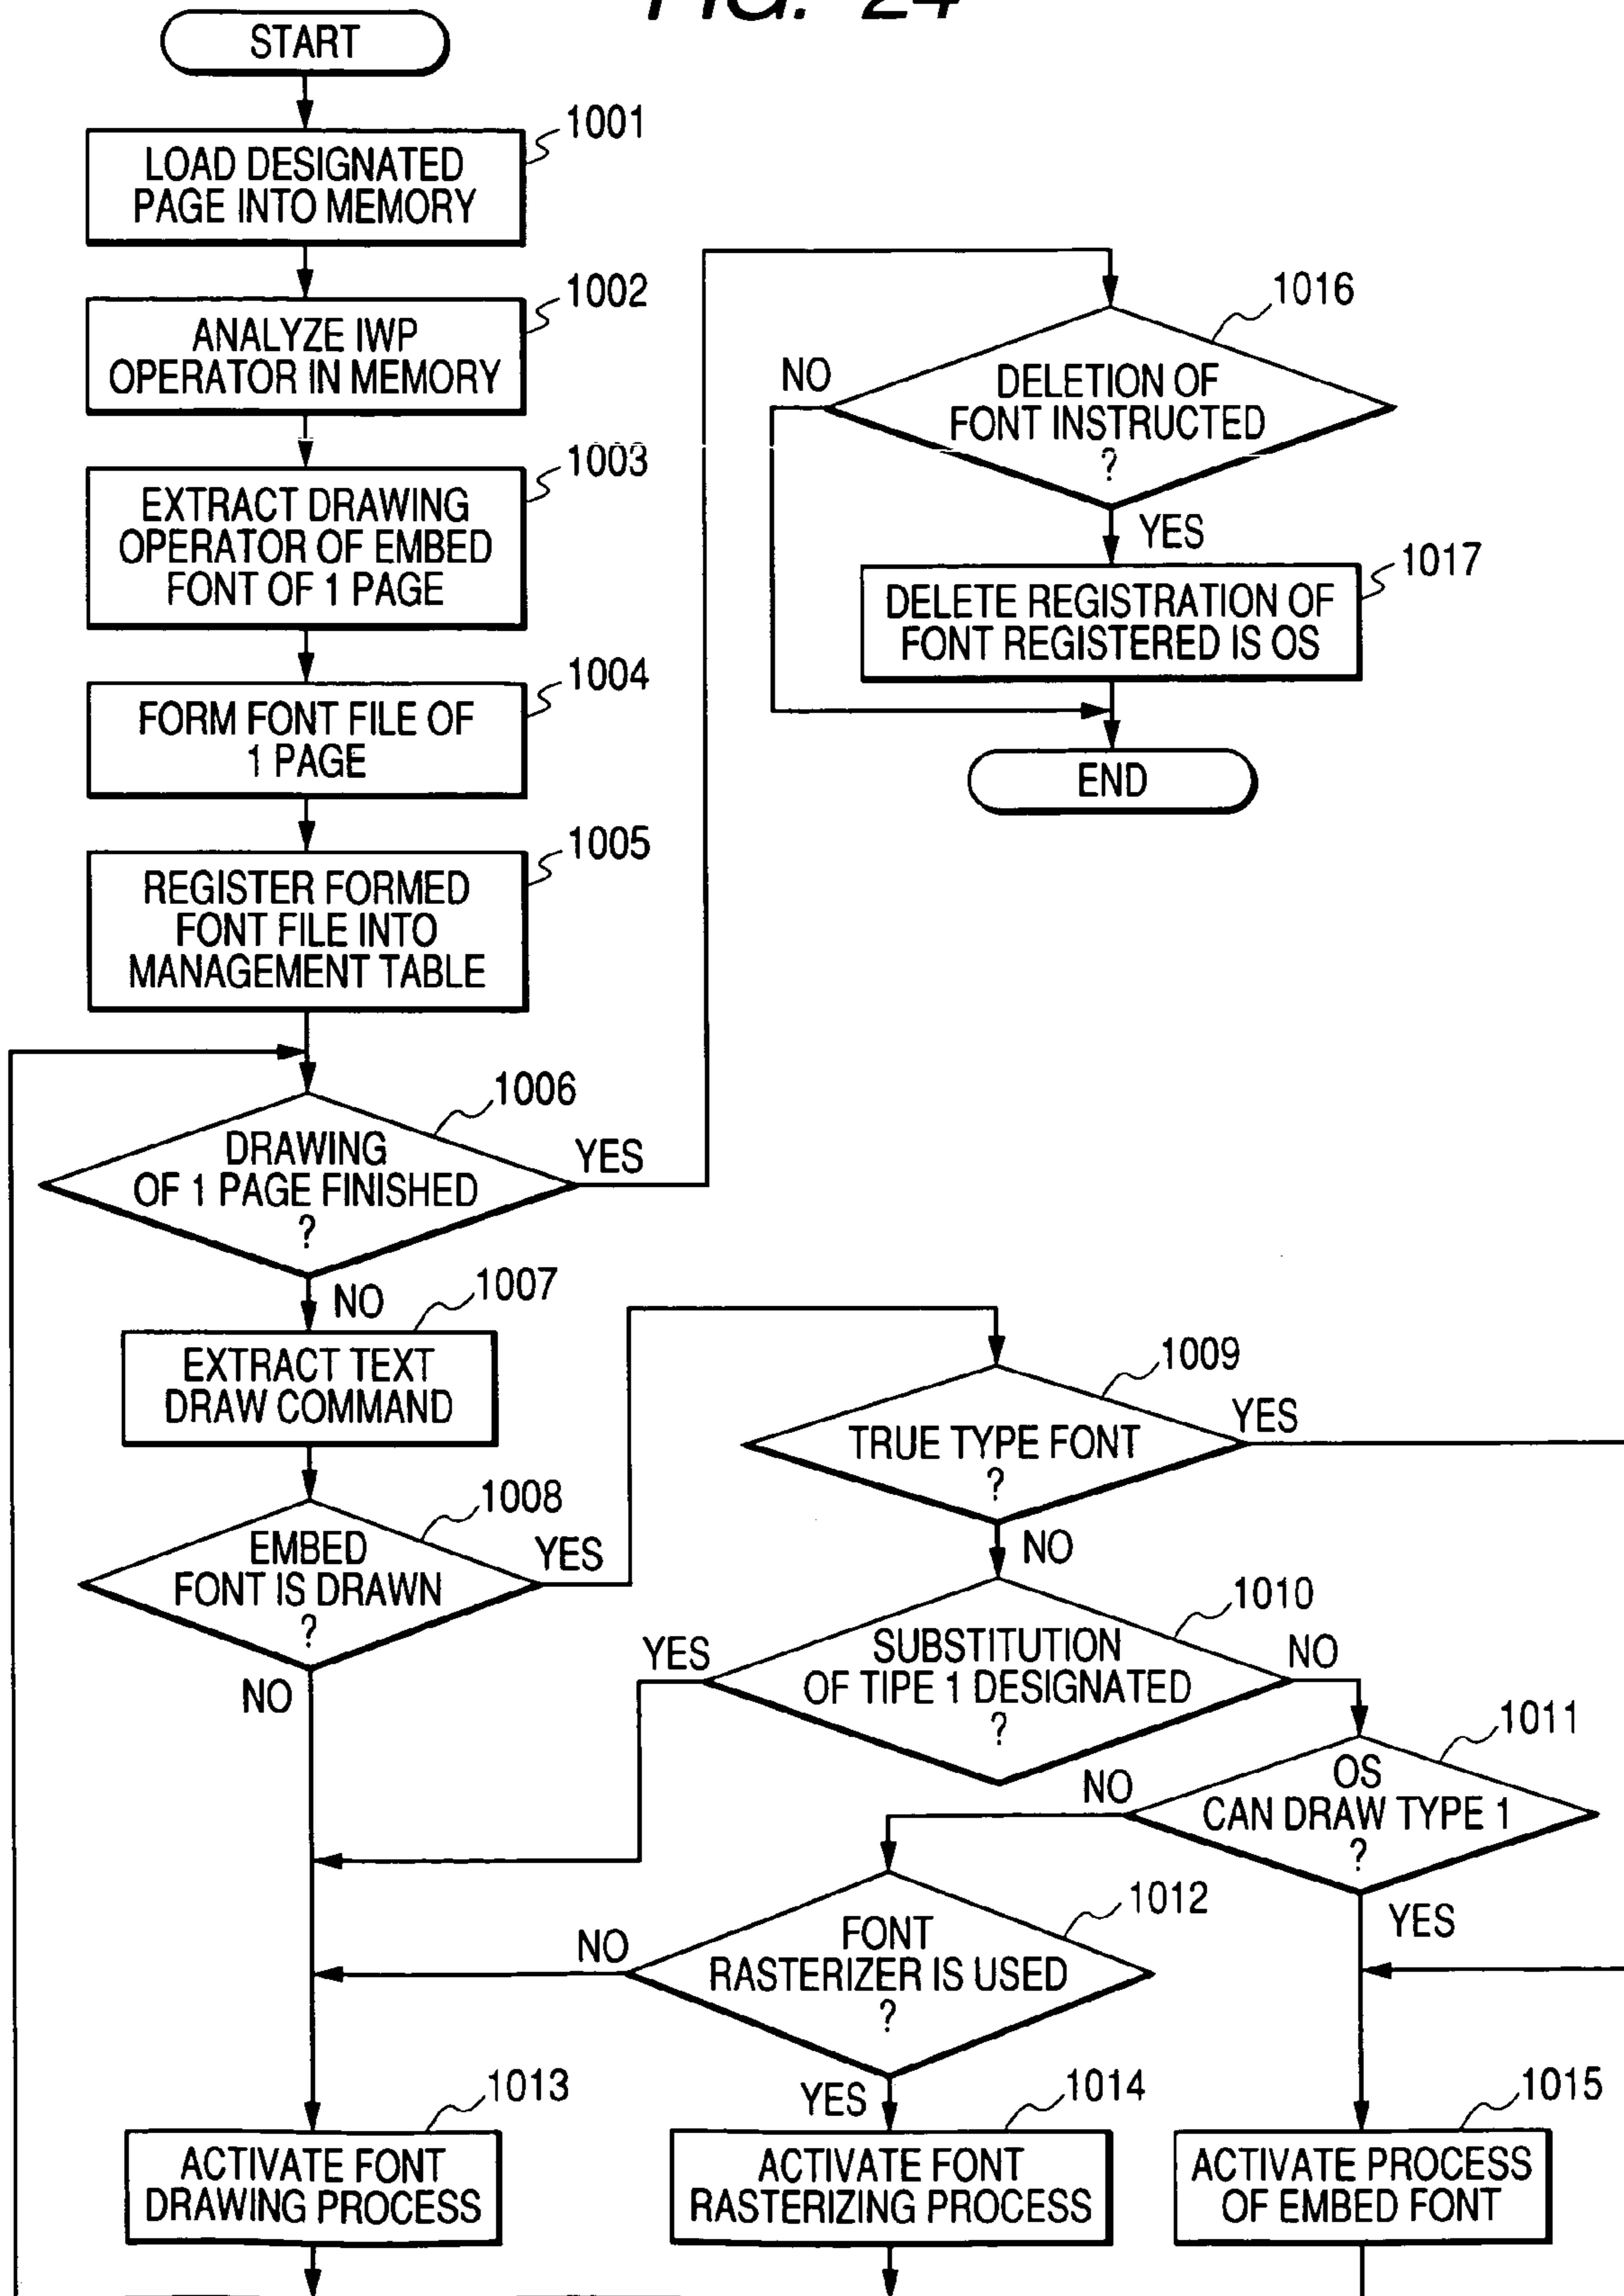 FIG. 24
START
1001
LOAD DESIGNATED
PAGE INTO MEMORY
1002
ANALYZE IWP
OPERATOR IN MEMORY
1003
EXTRACT DRAWING
OPERATOR OF EMBED
FONT OF 1 PAGE
1004
FORM FONT FILE OF
1 PAGE
1005
REGISTER FORMED
FONT FILE INTO
MANAGEMENT TABLE
1006
DRAWING
OF 1 PAGE FINISHED
?
YES
NO
1016
DELETION OF
FONT INSTRUCTED
?
NO
YES
1017
DELETE REGISTRATION OF
FONT REGISTERED IS OS
END
1007
EXTRACT TEXT
DRAW COMMAND
1008
EMBED
FONT IS DRAWN
?
YES
NO
1009
TRUE TYPE FONT
?
YES
NO
1010
SUBSTITUTION
OF TIPE 1 DESIGNATED
?
YES
NO
1011
OS
CAN DRAW TYPE 1
?
NO
YES
1012
FONT
RASTERIZER IS USED
?
NO
YES
1013
ACTIVATE FONT
DRAWING PROCESS
1014
ACTIVATE FONT
RASTERIZING PROCESS
1015
ACTIVATE PROCESS
OF EMBED FONT